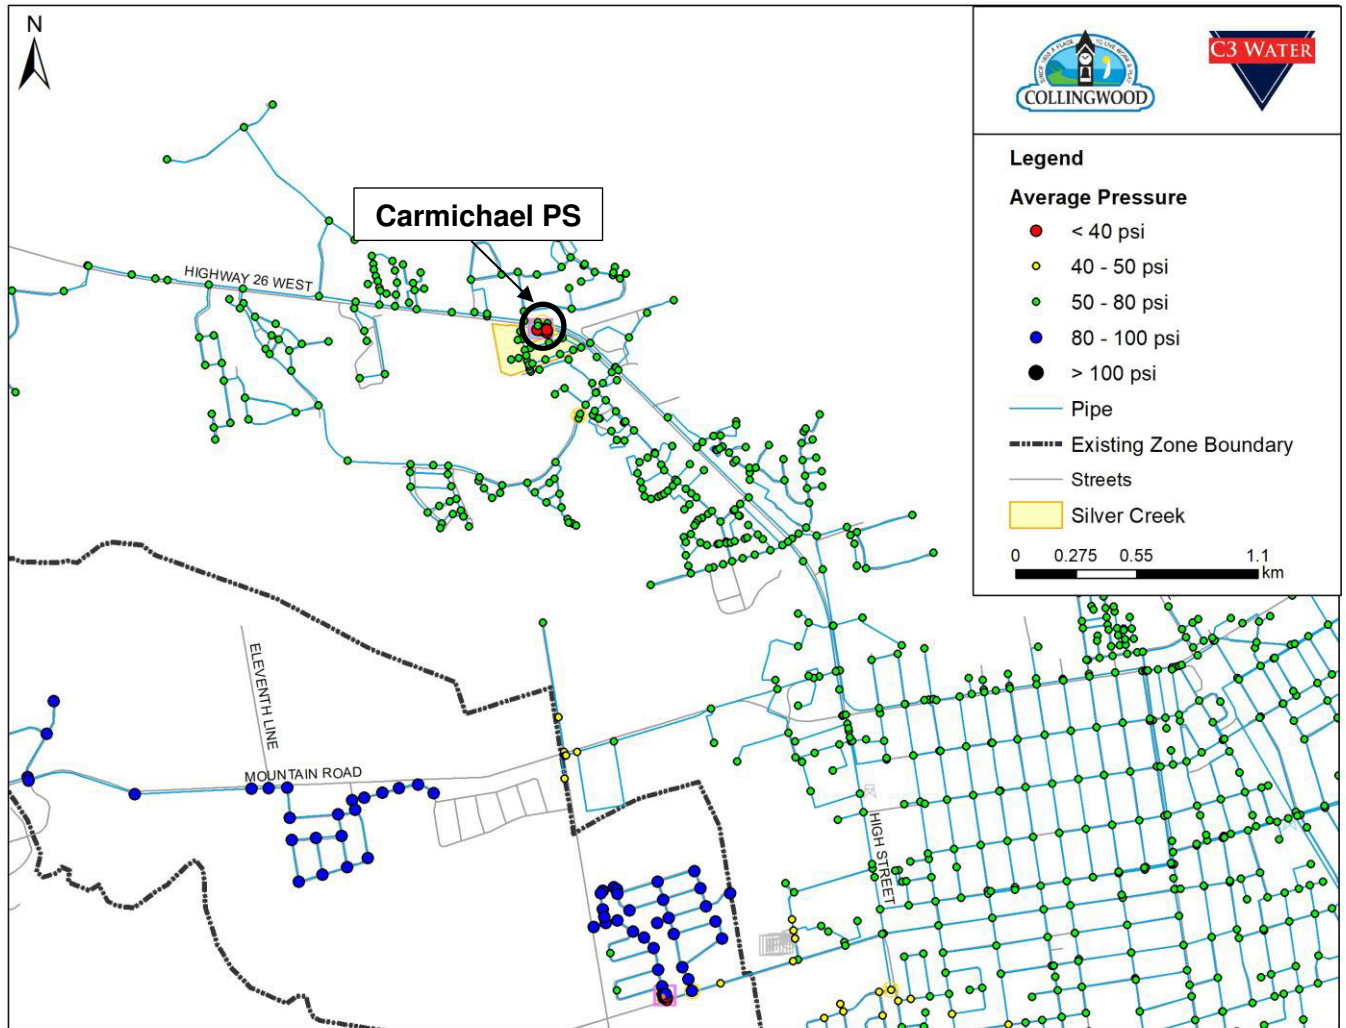 N
COLLINGWOOD
C3 WATER
Legend
Average Pressure
< 40 psi
40 - 50 psi
50 - 80 psi
80 - 100 psi
> 100 psi
Pipe
Existing Zone Boundary
Streets
Silver Creek
0 0.275 0.55 1.1
km
Carmichael PS
HIGHWAY 26 WEST
ELEVENTH LINE
MOUNTAIN ROAD
HIGH STREET